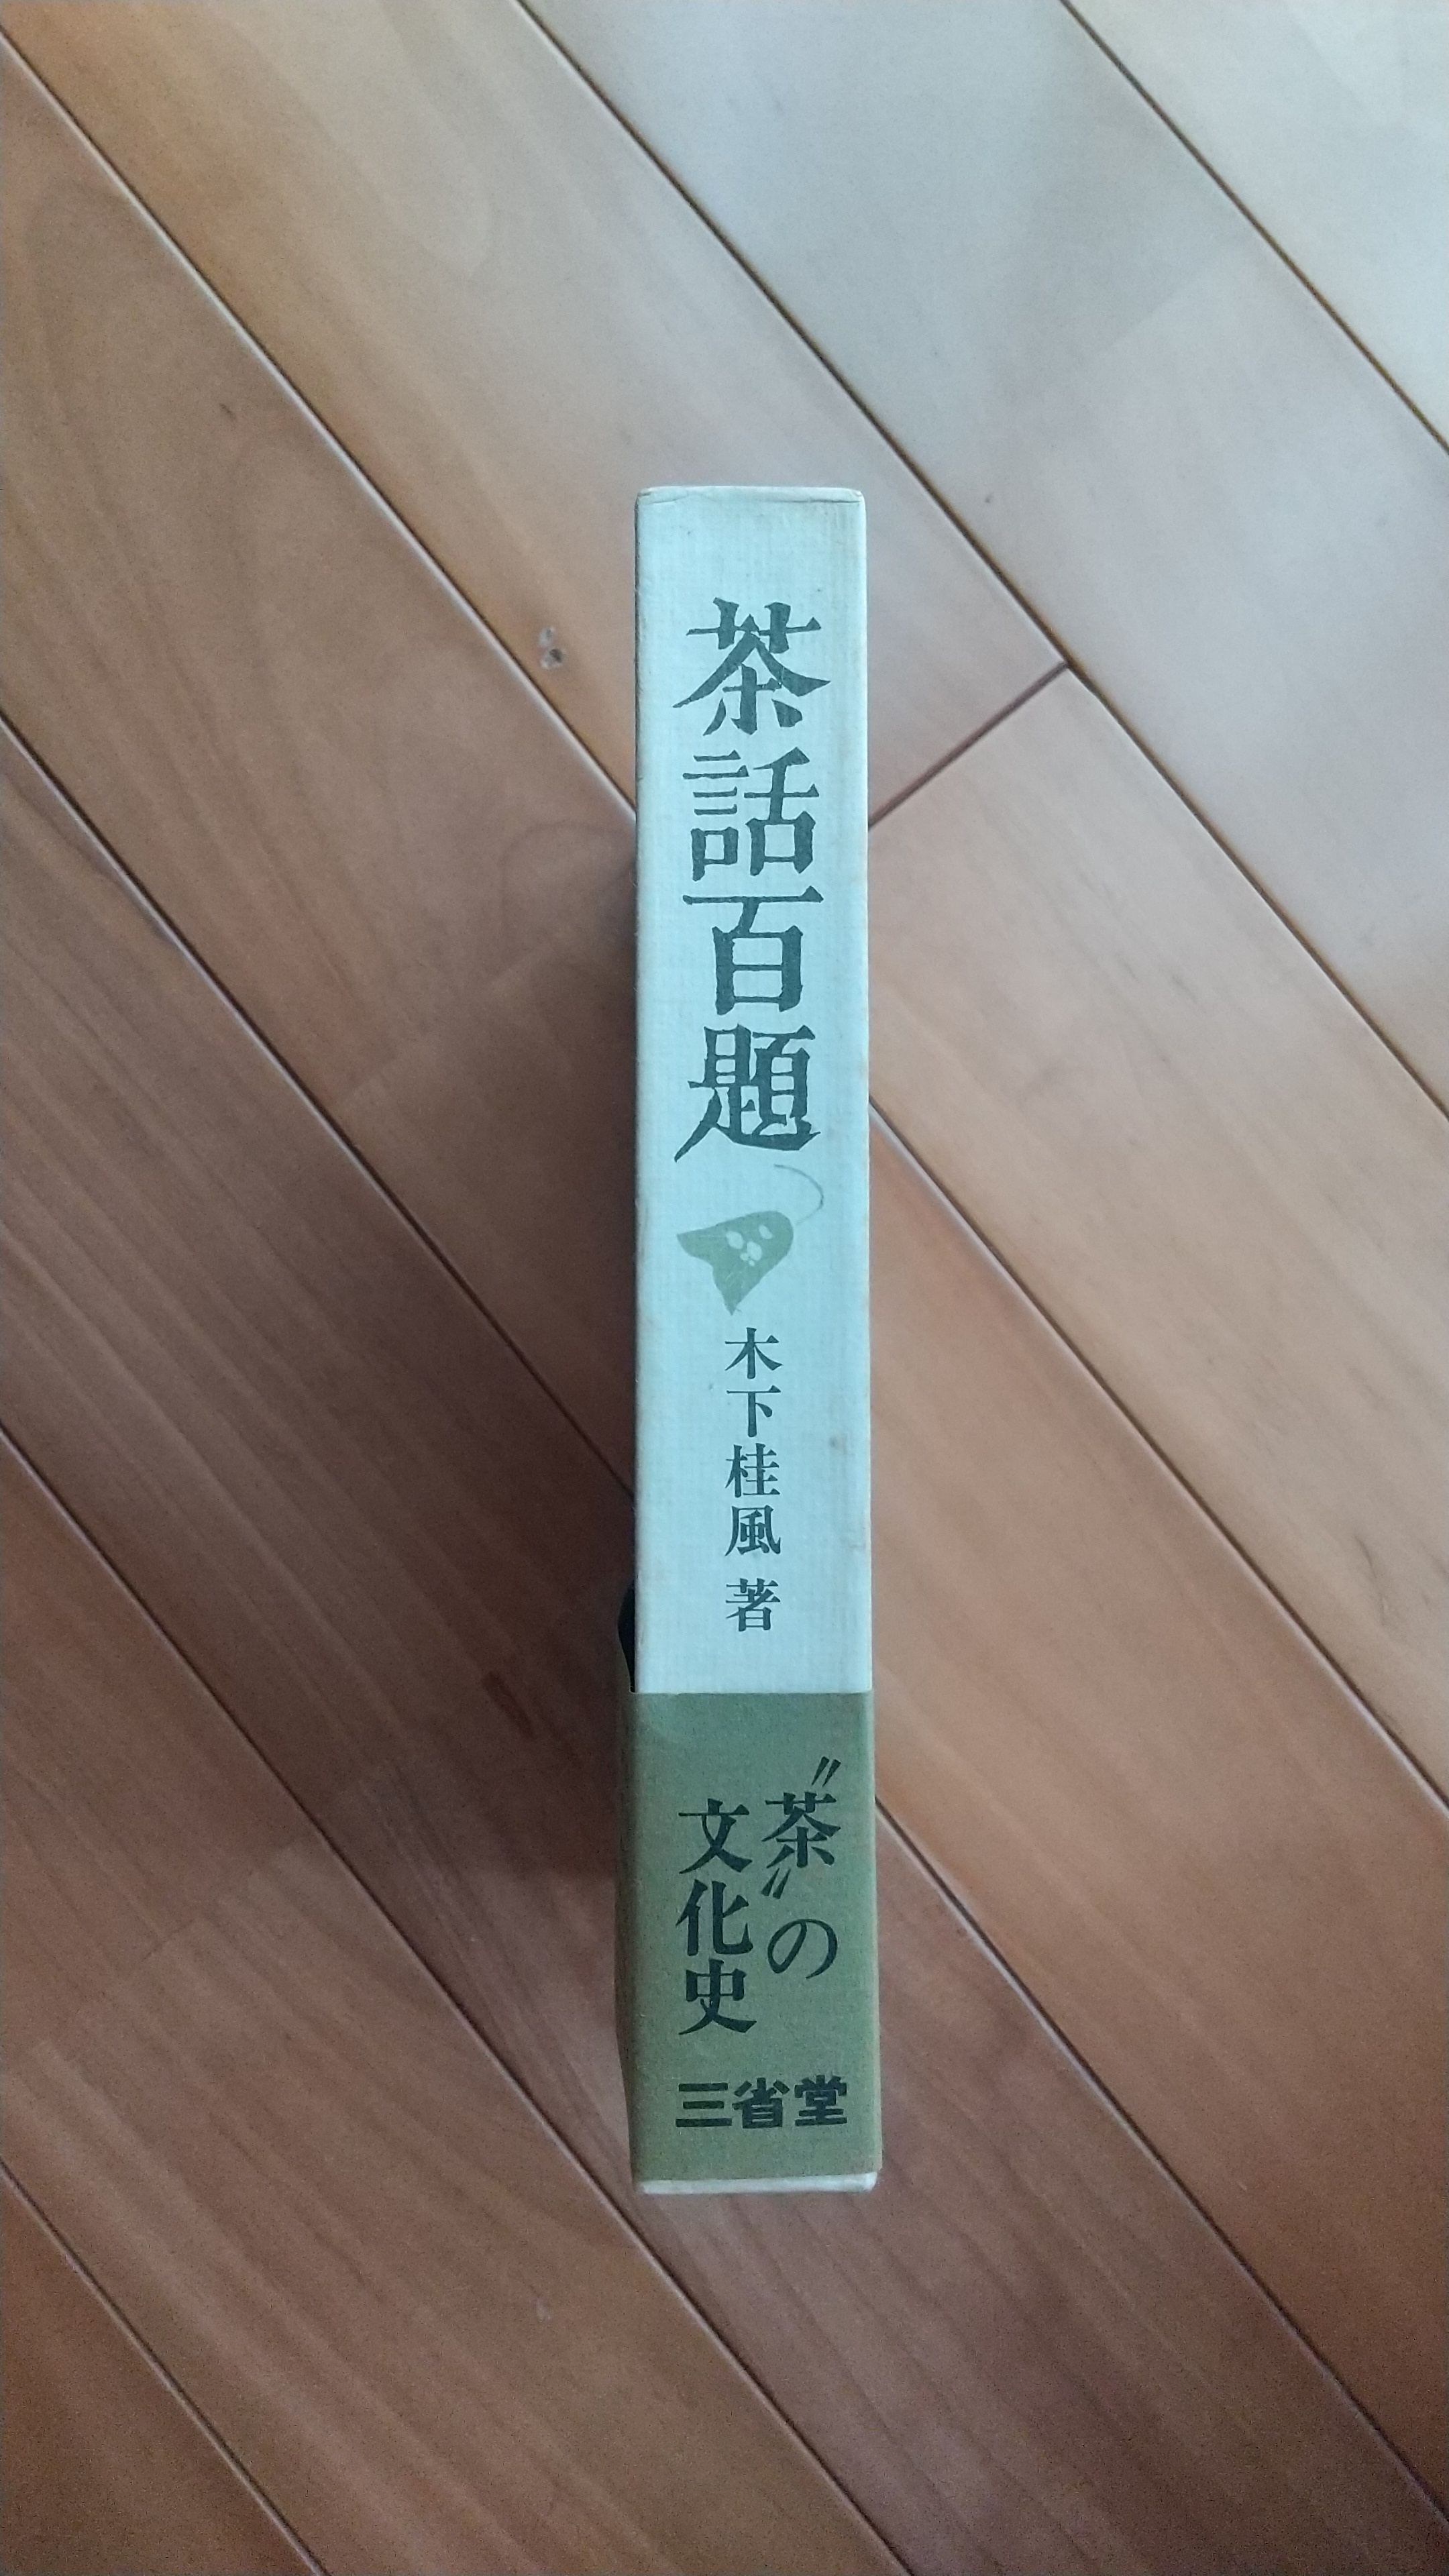 茶話百題
木下桂風 著
〝茶〟の
文化史
三省堂